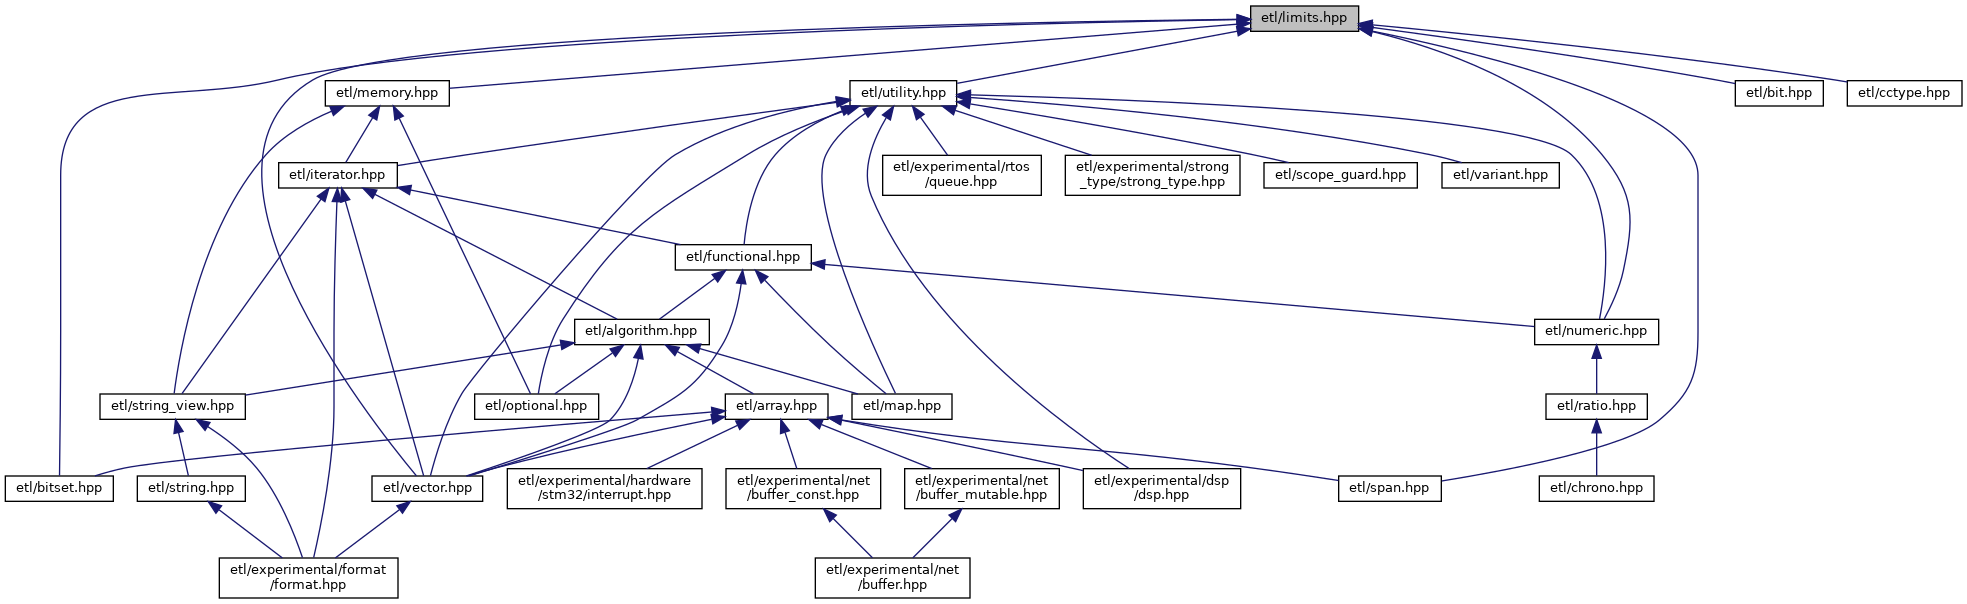 etl/limits.hpp
etl/memory.hpp
etl/utility.hpp
etl/bit.hpp
etl/cctype.hpp
etl/iterator.hpp
etl/experimental/rtos
/queue.hpp
etl/experimental/strong
_type/strong_type.hpp
etl/scope_guard.hpp
etl/variant.hpp
etl/functional.hpp
etl/algorithm.hpp
etl/numeric.hpp
etl/string_view.hpp
etl/optional.hpp
etl/array.hpp
etl/map.hpp
etl/ratio.hpp
etl/bitset.hpp
etl/string.hpp
etl/vector.hpp
etl/experimental/hardware
/stm32/interrupt.hpp
etl/experimental/net
/buffer_const.hpp
etl/experimental/net
/buffer_mutable.hpp
etl/experimental/dsp
/dsp.hpp
etl/span.hpp
etl/chrono.hpp
etl/experimental/format
/format.hpp
etl/experimental/net
/buffer.hpp